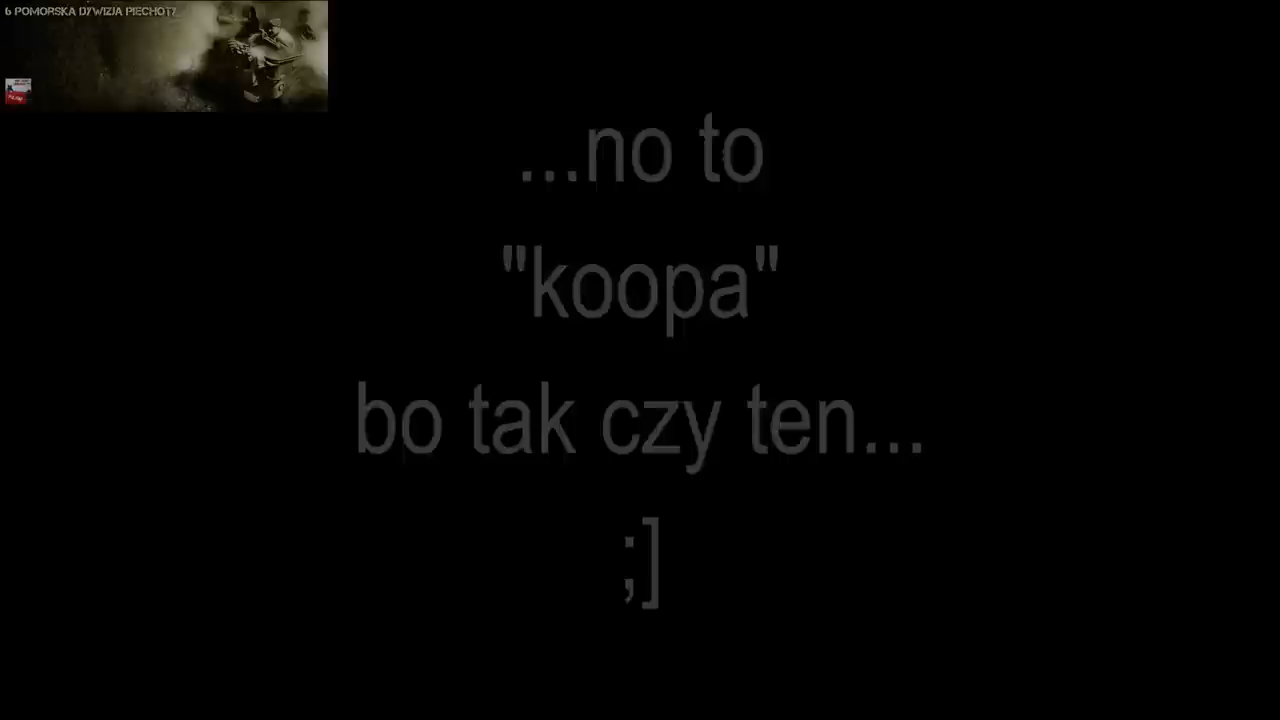 6 POMORSKA DYWIZJA PIECHOTY
...no to
"koopa"
bo tak czy ten...
;]